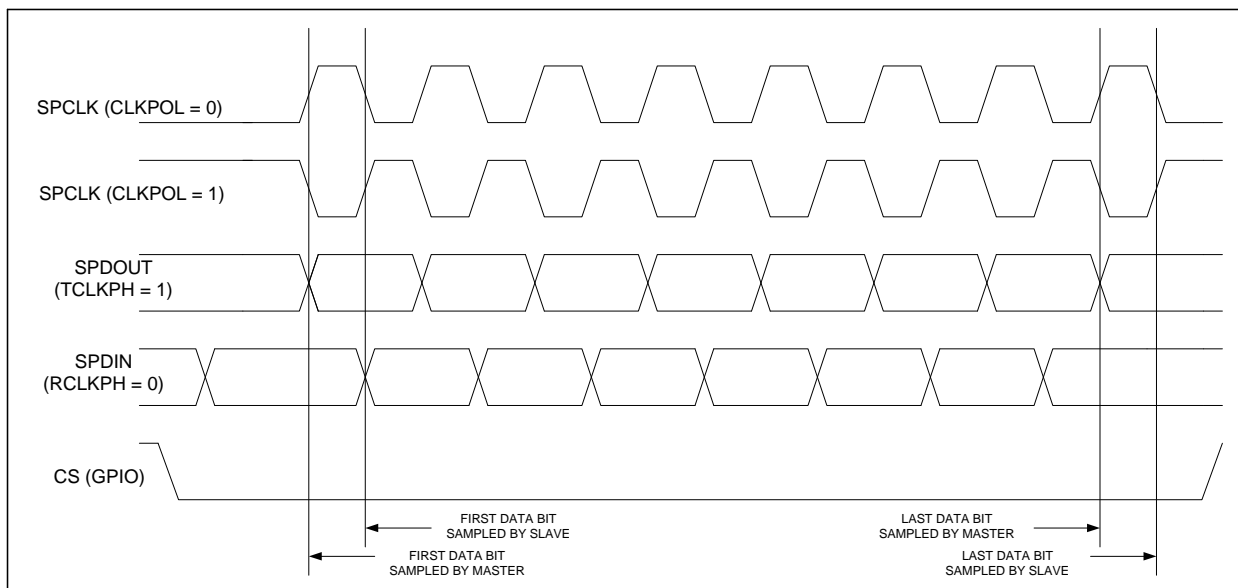 SPCLK (CLKPOL = 0)
SPCLK (CLKPOL = 1)
SPDOUT
(TCLKPH = 1)
SPDIN
(RCLKPH = 0)
CS (GPIO)
FIRST DATA BIT
SAMPLED BY SLAVE
LAST DATA BIT
SAMPLED BY MASTER
FIRST DATA BIT
SAMPLED BY MASTER
LAST DATA BIT
SAMPLED BY SLAVE